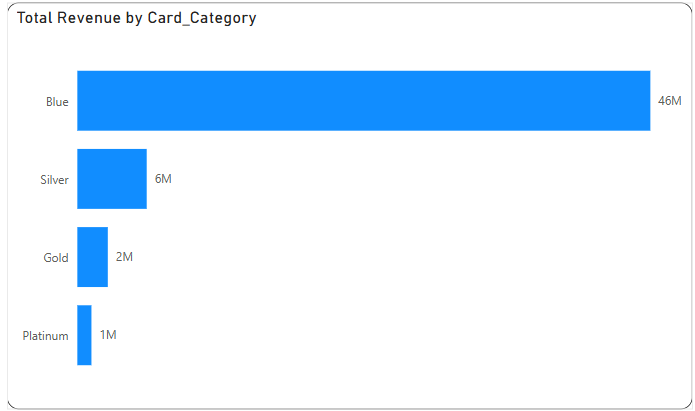 Total Revenue by Card_Category
Blue 46M
Silver 6M
Gold 2M
Platinum 1M